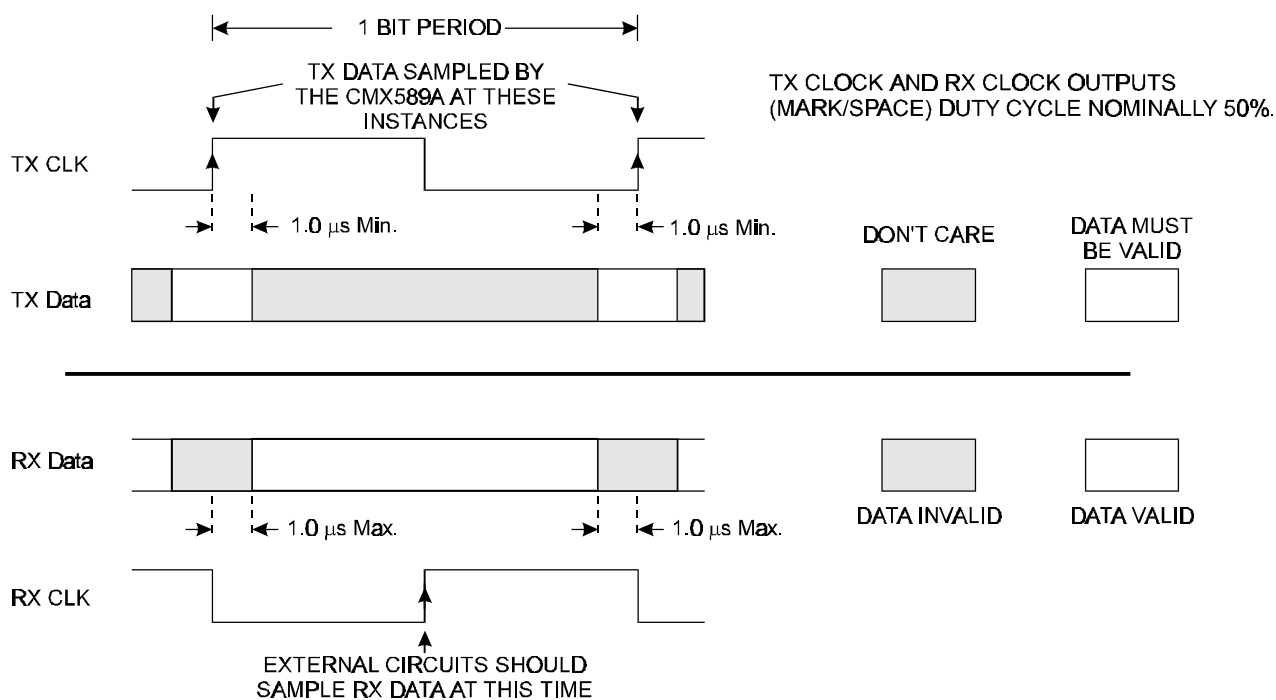 1 BIT PERIOD
TX DATA SAMPLED BY
THE CMX589A AT THESE
INSTANCES
TX CLOCK AND RX CLOCK OUTPUTS
(MARK/SPACE) DUTY CYCLE NOMINALLY 50%.
TX CLK
1.0 μs Min.
1.0 μs Min.
DON'T CARE
DATA MUST
BE VALID
TX Data
RX Data
1.0 μs Max.
1.0 μs Max.
DATA INVALID
DATA VALID
RX CLK
EXTERNAL CIRCUITS SHOULD
SAMPLE RX DATA AT THIS TIME